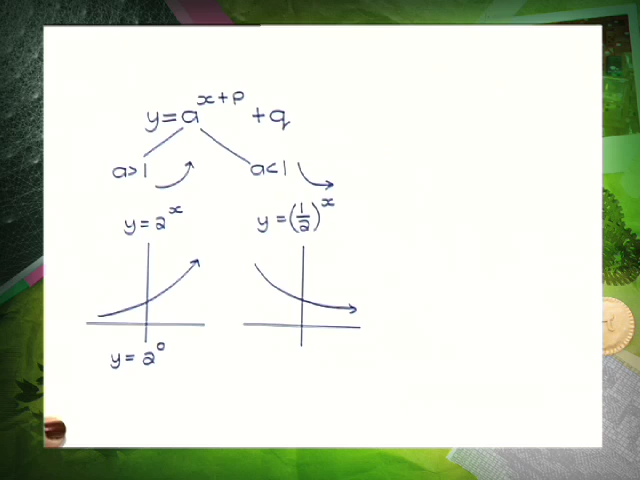 y = a^{x+p} + q
a>1 a<1
y = 2^x y = (1/2)^x
y = 2^0